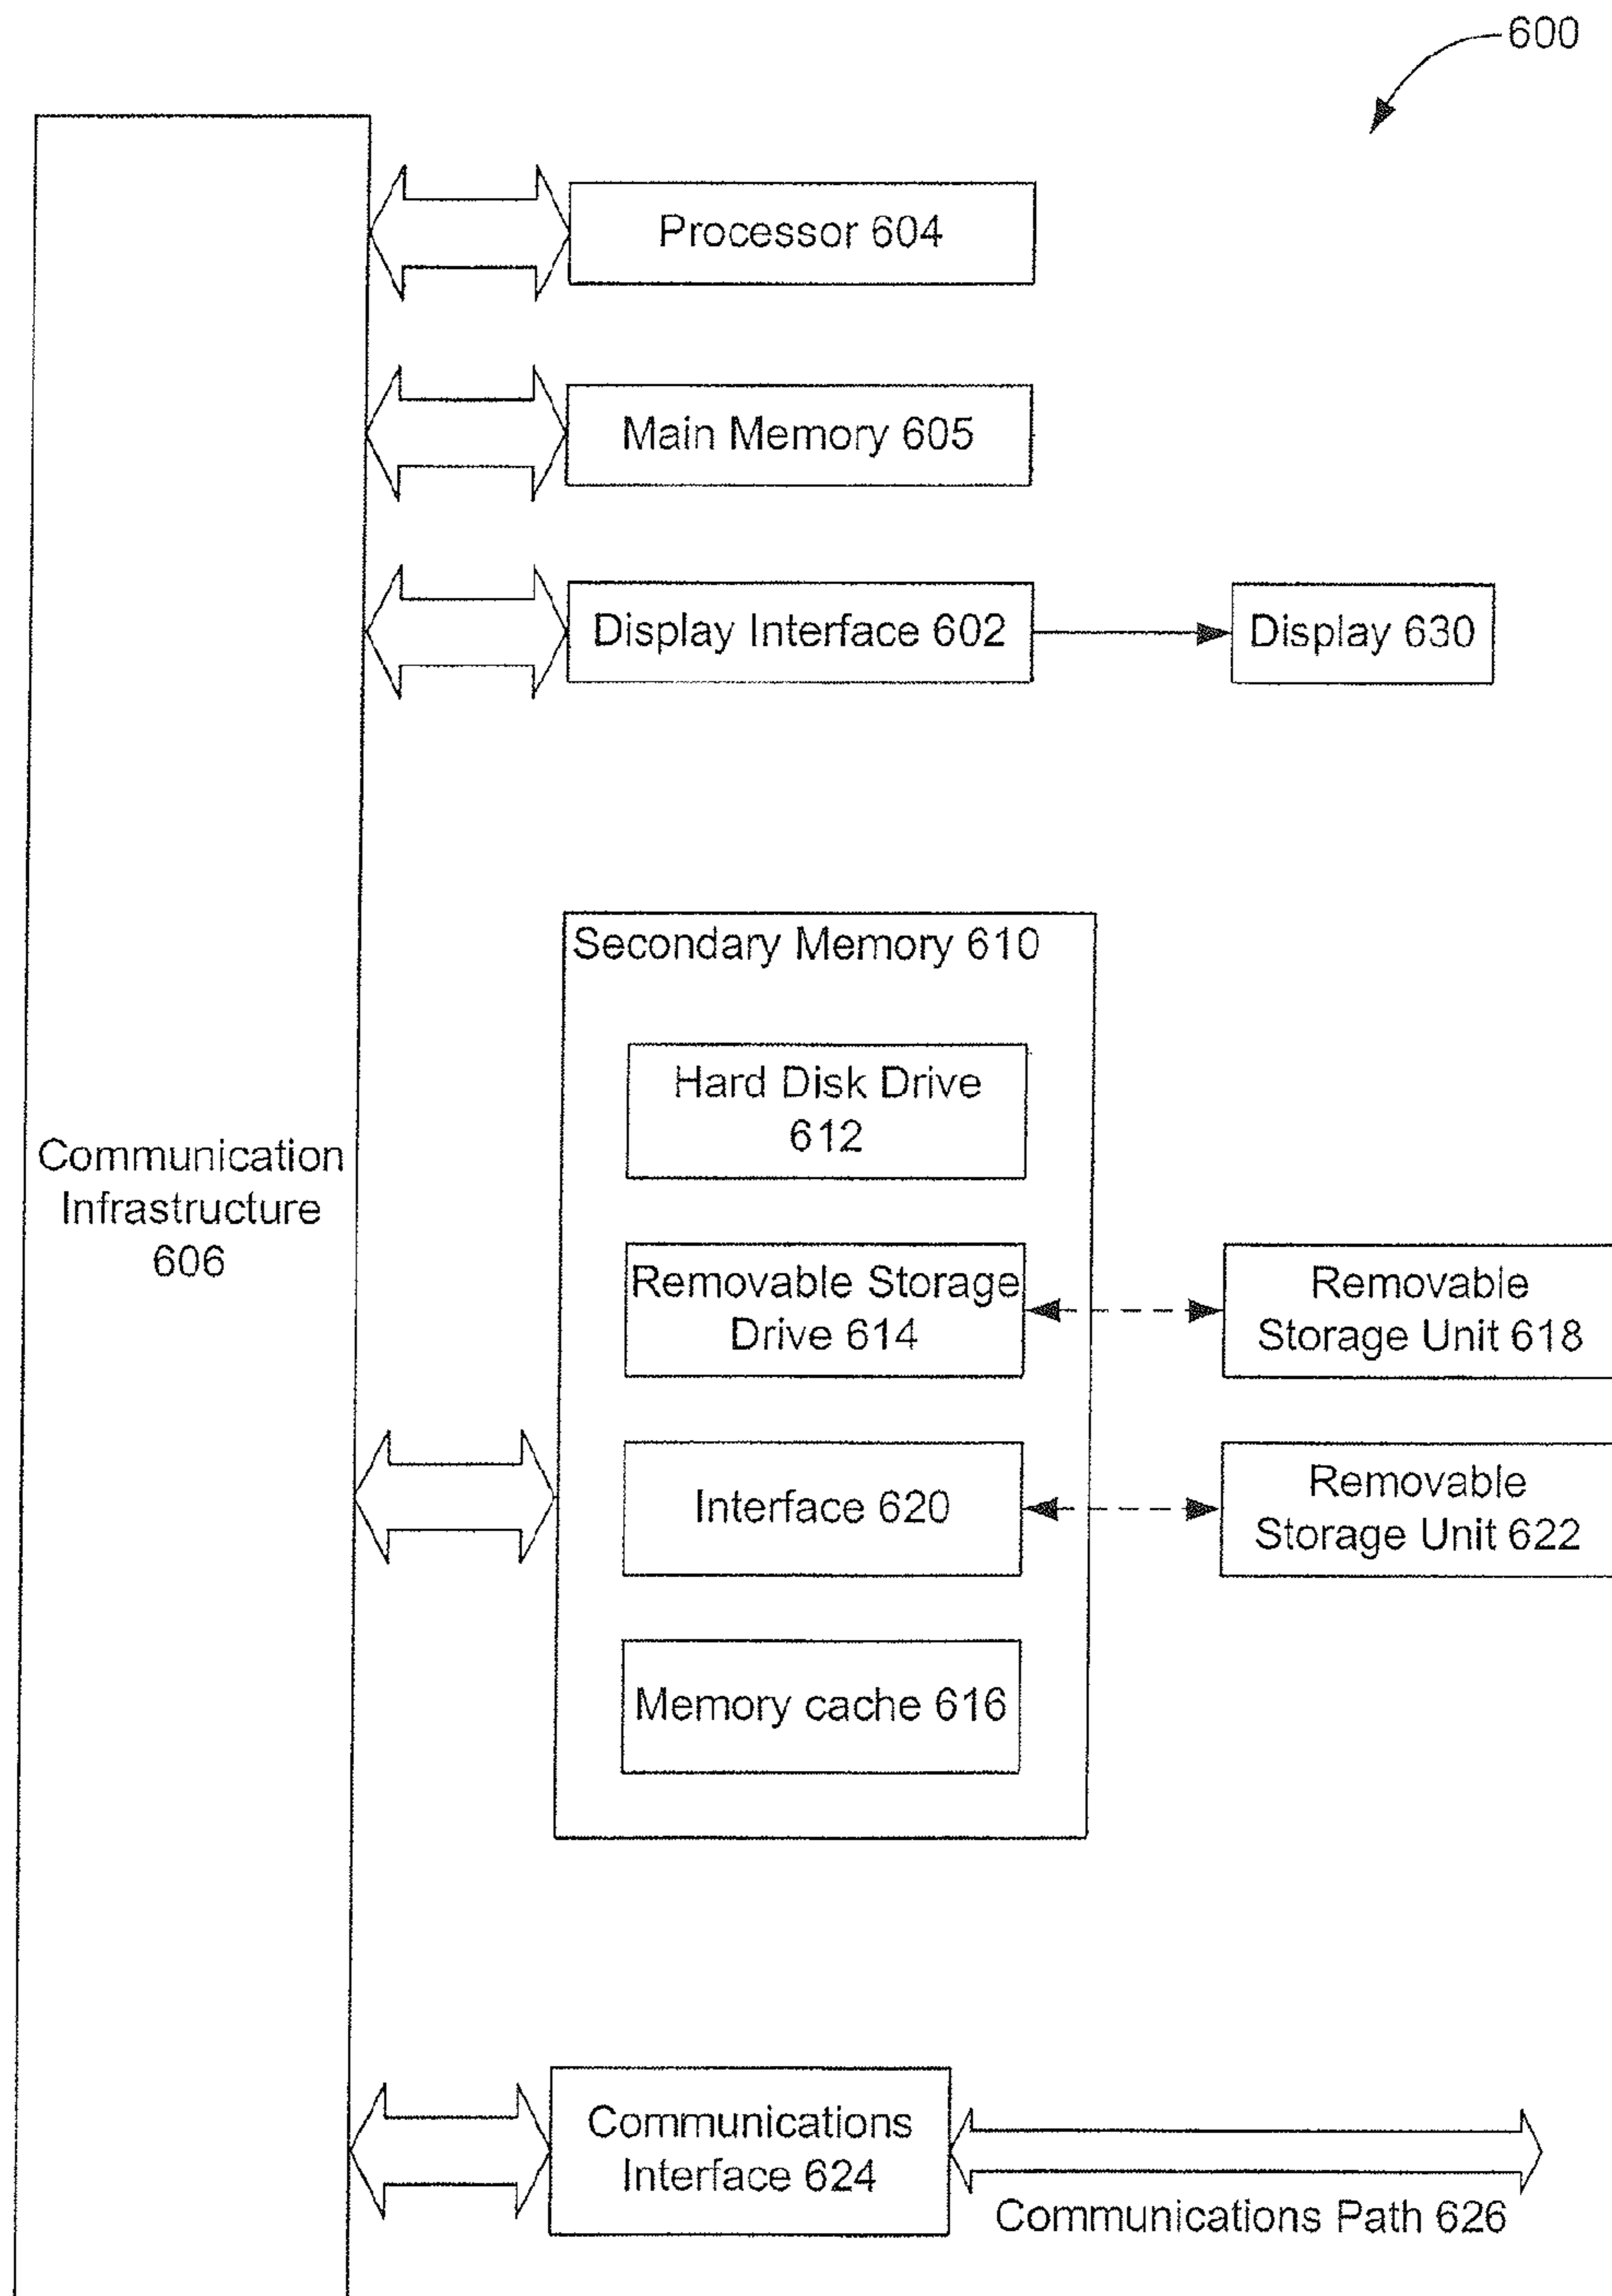 600
Processor 604
Main Memory 605
Display Interface 602
Display 630
Secondary Memory 610
Hard Disk Drive
612
Communication
Infrastructure
606
Removable Storage
Drive 614
Removable
Storage Unit 618
Interface 620
Removable
Storage Unit 622
Memory cache 616
Communications
Interface 624
Communications Path 626